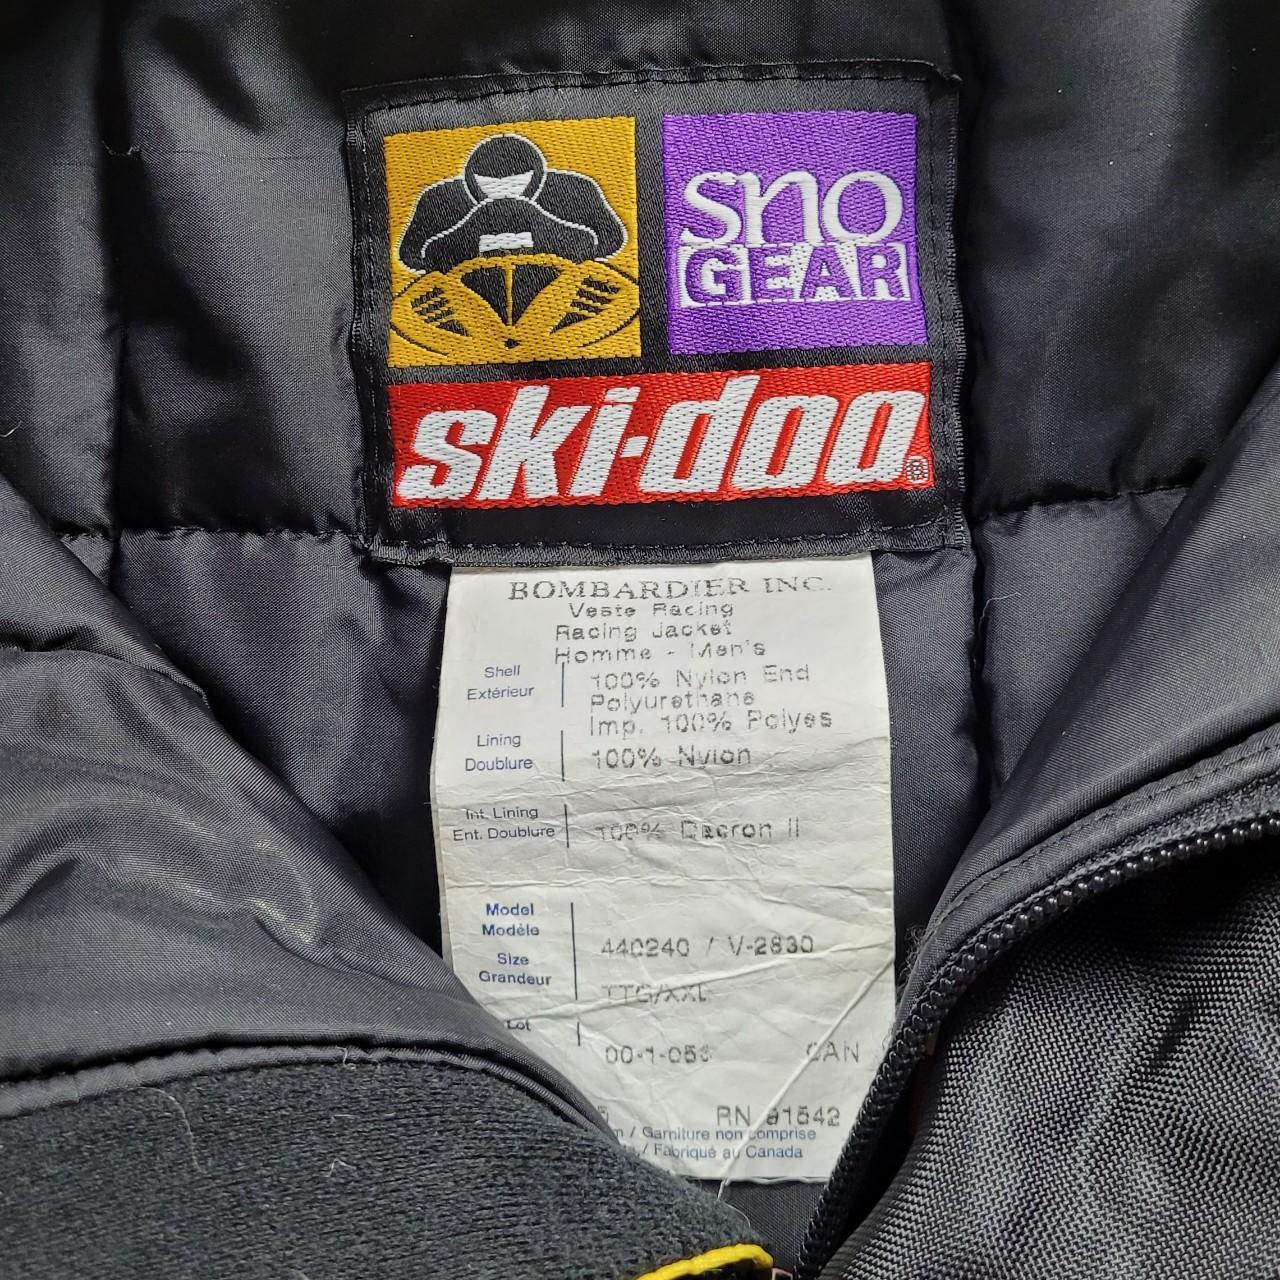 sno
GEAR
ski-doo®
BOMBARDIER INC.
Veste Racing
Racing Jacket
Homme - Men's
Shell
Extérieur
100% Nylon End
Polyurethane
Imp. 100% Polyes
Lining
Doublure
100% Nylon
Int. Lining
Ent. Doublure
100% Dacron II
Model
Modèle
440240 / V-2830
Size
Grandeur
TTG/XXL
Lot
CAN
RN 91542
/ Garniture non comprise
/ Fabriqué au Canada